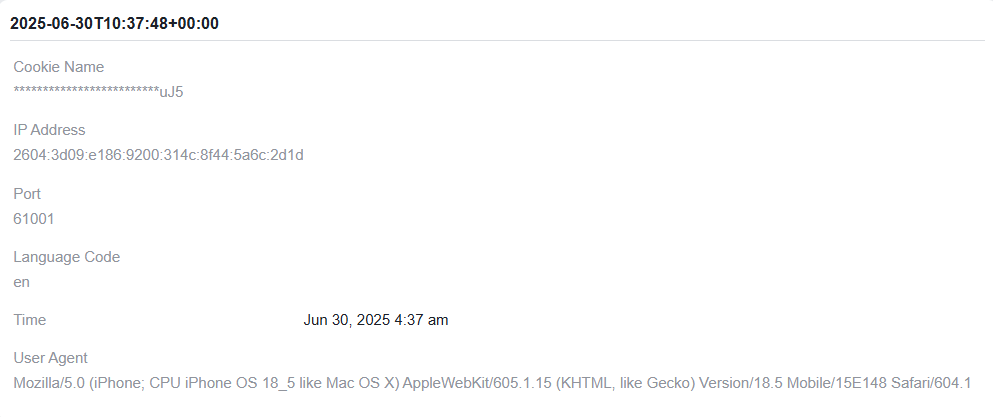 2025-06-30T10:37:48+00:00
Cookie Name
*************************uJ5
IP Address
2604:3d09:e186:9200:314c:8f44:5a6c:2d1d
Port
61001
Language Code
en
Time Jun 30, 2025 4:37 am
User Agent
Mozilla/5.0 (iPhone; CPU iPhone OS 18_5 like Mac OS X) AppleWebKit/605.1.15 (KHTML, like Gecko) Version/18.5 Mobile/15E148 Safari/604.1